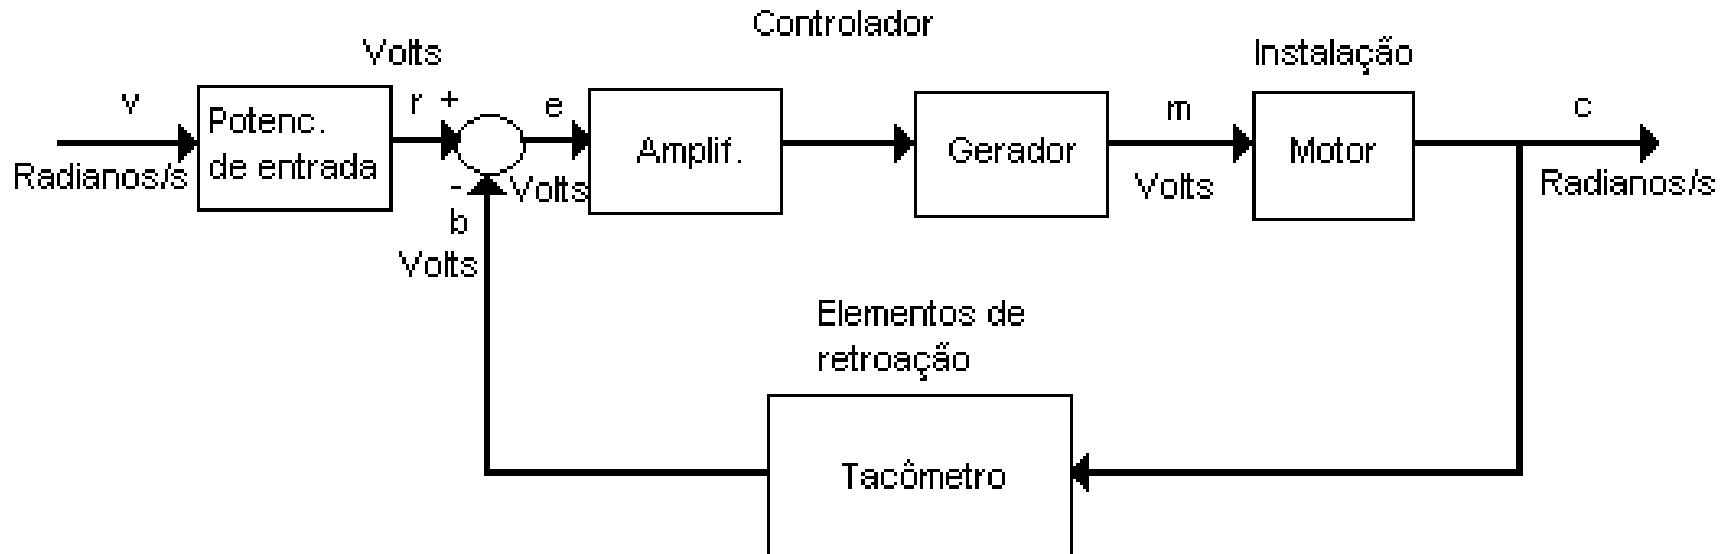 Controlador
Volts
Instalação
v
r +
e
m
c
Potenc.
de entrada
Amplif.
Gerador
Motor
Radianos/s
-
Volts
Volts
Radianos/s
b
Volts
Elementos de
retroação
Tacômetro